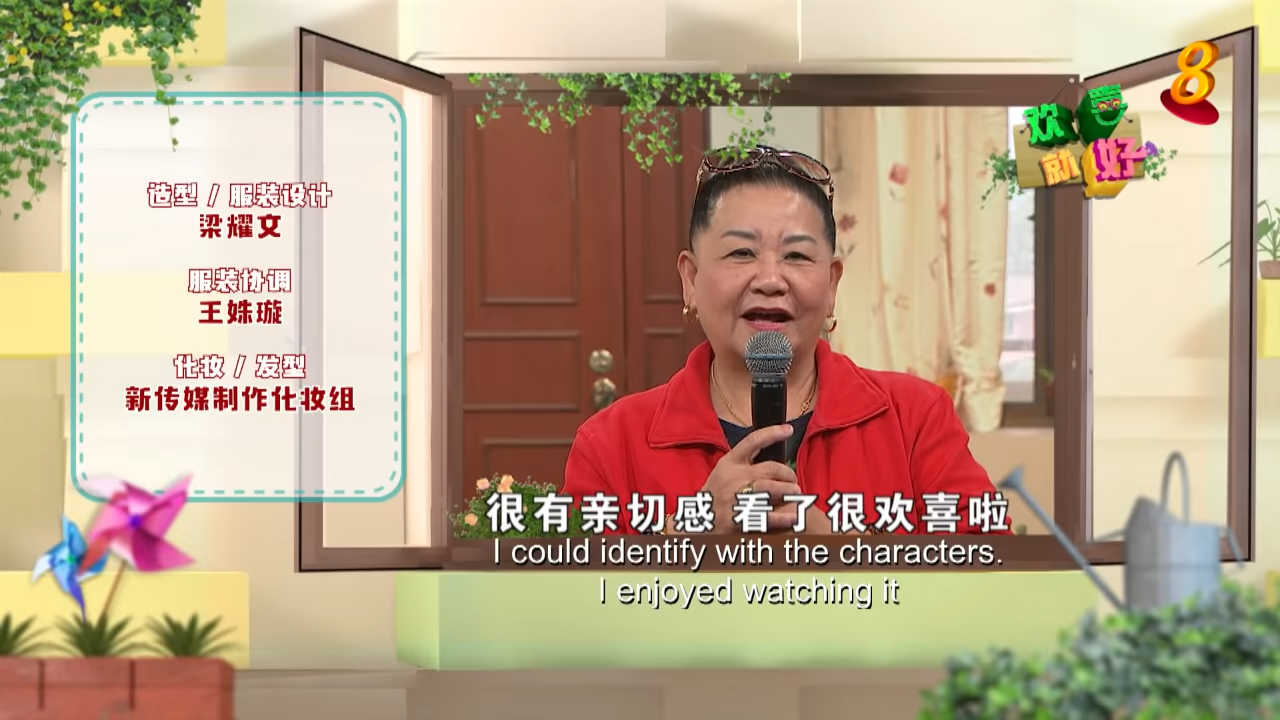 造型 / 服装设计
梁耀文
服装协调
王姝璇
化妆 / 发型
新传媒制作化妆组
欢喜
就好
8
很有亲切感 看了很欢喜啦
I could identify with the characters.
I enjoyed watching it